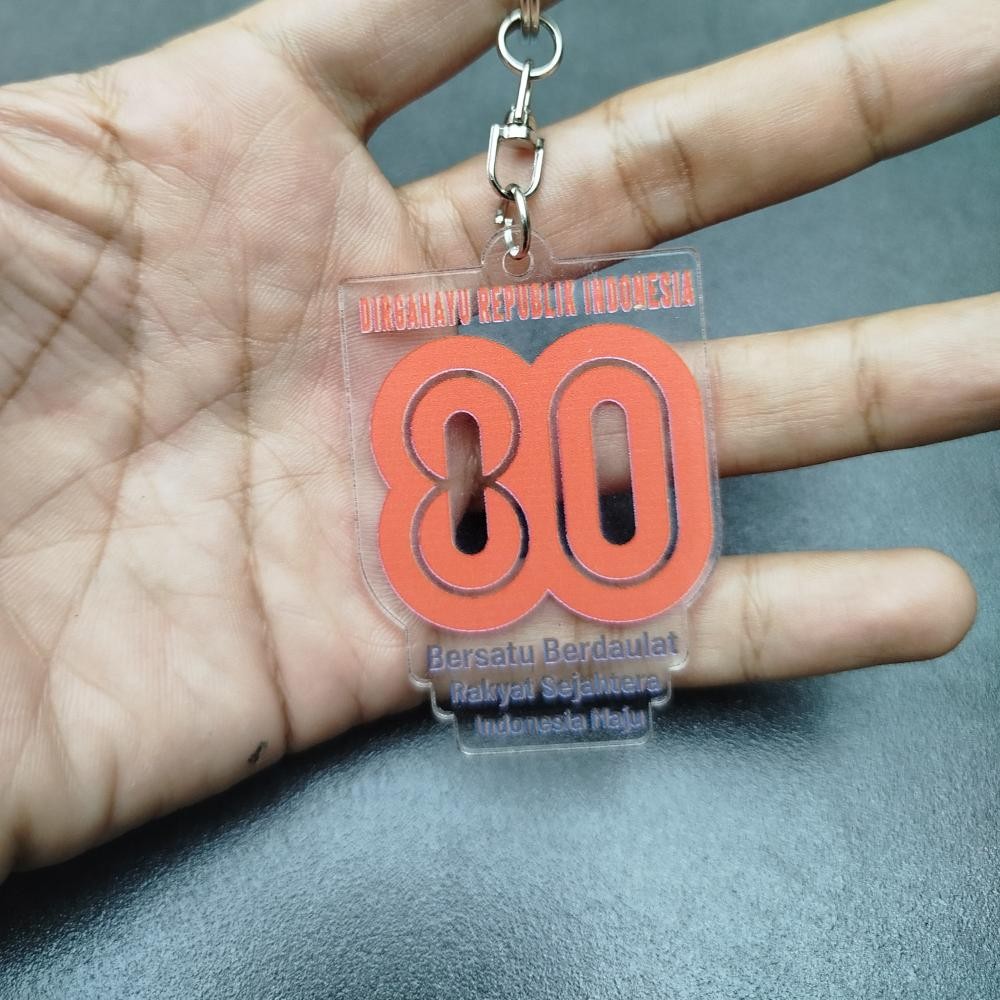 DIRGAHAYU REPUBLIK INDONESIA
80
Bersatu Berdaulat
Rakyat Sejahtera
Indonesia Maju